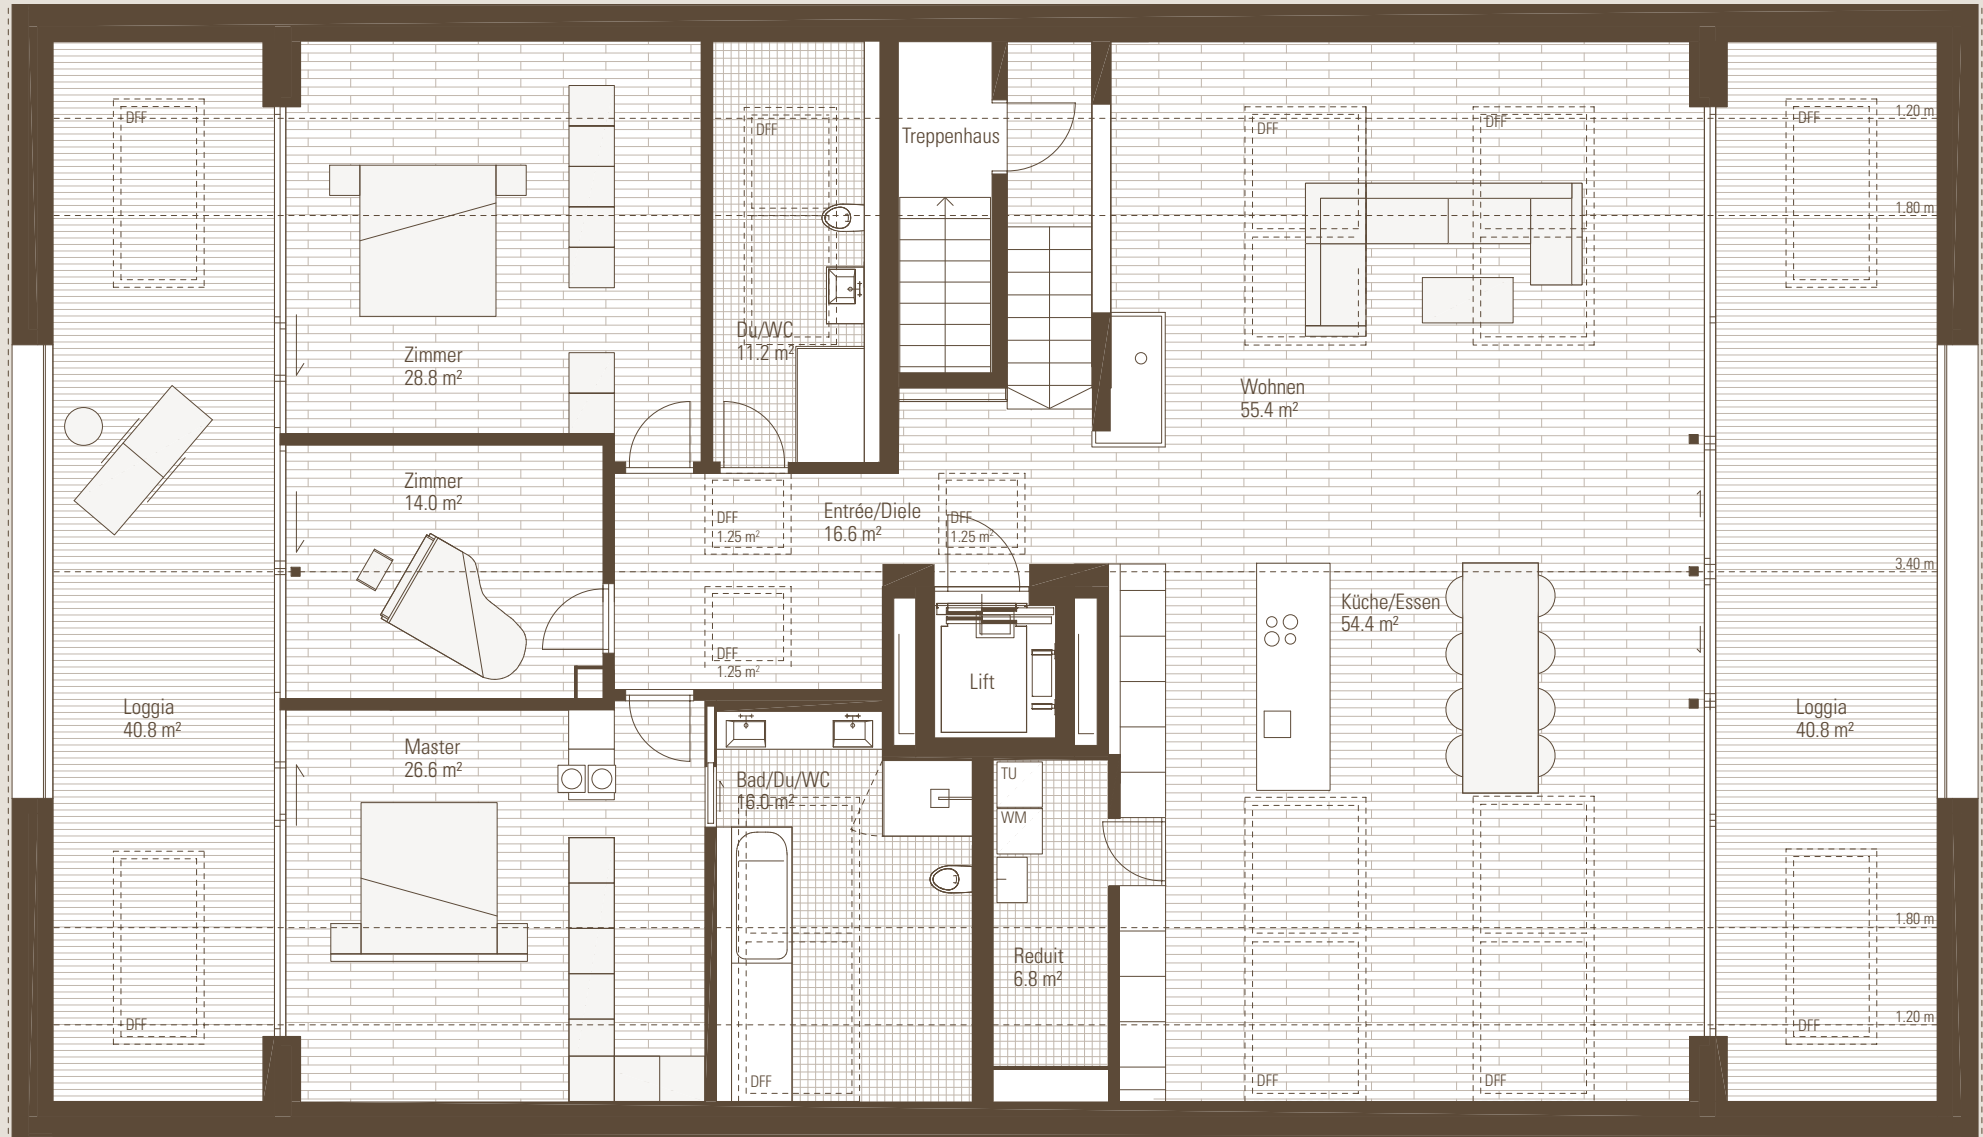 DFF
DFF
DFF
DFF
DFF
1.20 m
Treppenhaus
1.80 m
Du/WC
11.2 m²
Zimmer
28.8 m²
Wohnen
55.4 m²
Zimmer
14.0 m²
DFF
1.25 m²
Entrée/Diele
16.6 m²
DFF
1.25 m²
3.40 m
Küche/Essen
54.4 m²
DFF
1.25 m²
Lift
Loggia
40.8 m²
Loggia
40.8 m²
Master
26.6 m²
Bad/Du/WC
16.0 m²
TU
WM
1.80 m
Reduit
6.8 m²
1.20 m
DFF
DFF
DFF
DFF
DFF